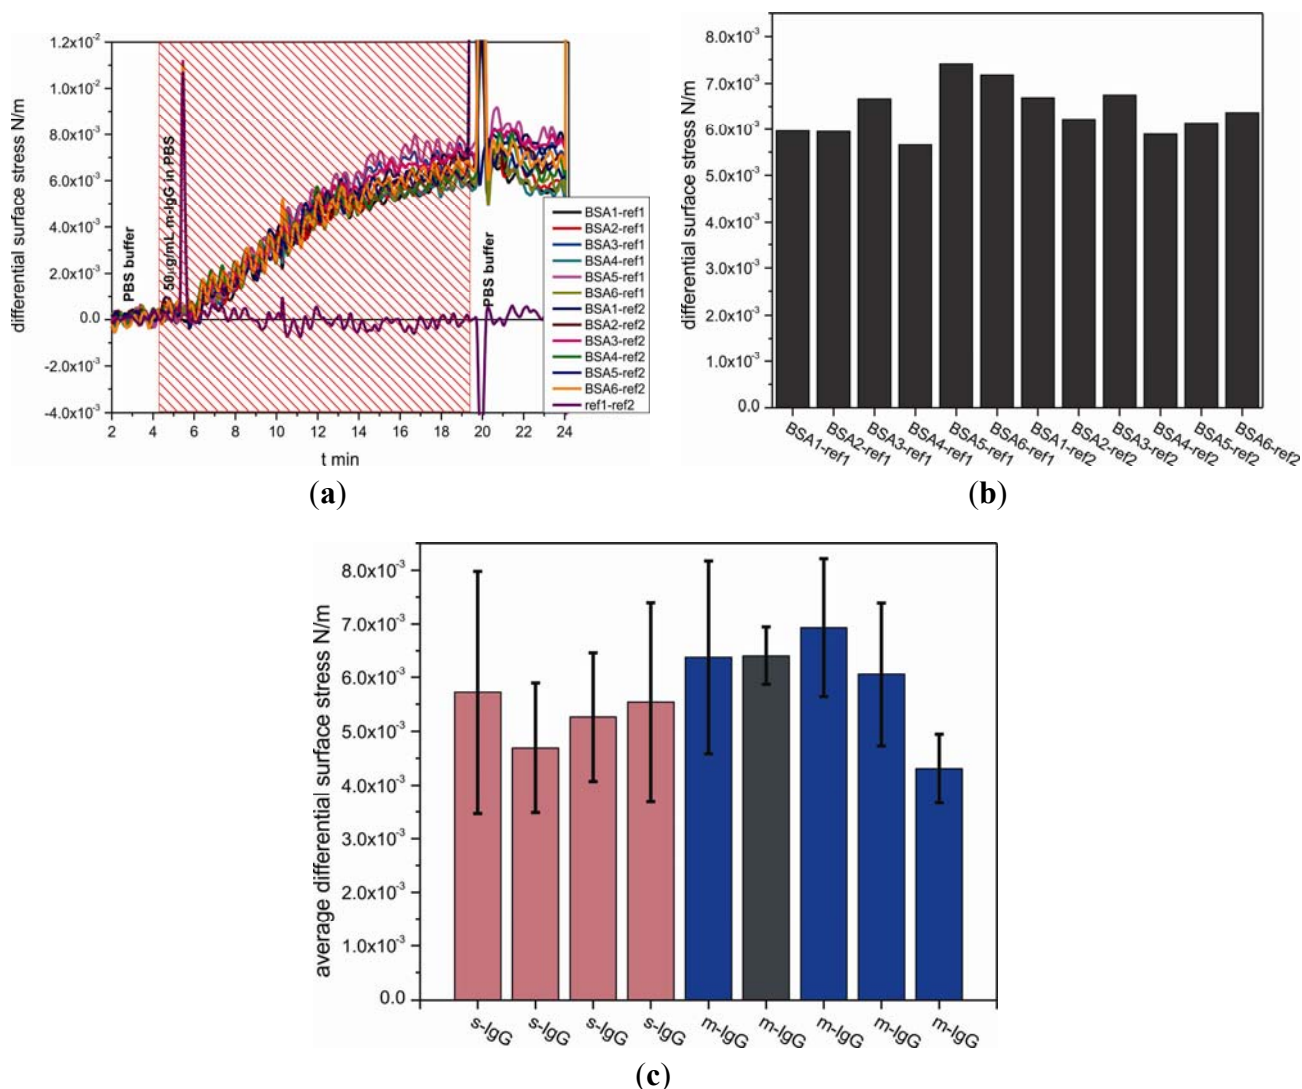 differential surface stress N/m
1.2x10⁻²
1.0x10⁻²
8.0x10⁻³
6.0x10⁻³
4.0x10⁻³
2.0x10⁻³
0.0
-2.0x10⁻³
-4.0x10⁻³
PBS buffer
50μg/mL m-IgG in PBS
PBS buffer
BSA1-ref1
BSA2-ref1
BSA3-ref1
BSA4-ref1
BSA5-ref1
BSA6-ref1
BSA1-ref2
BSA2-ref2
BSA3-ref2
BSA4-ref2
BSA5-ref2
BSA6-ref2
ref1-ref2
2 4 6 8 10 12 14 16 18 20 22 24
t min
(a)
differential surface stress N/m
8.0x10⁻³
7.0x10⁻³
6.0x10⁻³
5.0x10⁻³
4.0x10⁻³
3.0x10⁻³
2.0x10⁻³
1.0x10⁻³
0.0
BSA1-ref1
BSA2-ref1
BSA3-ref1
BSA4-ref1
BSA5-ref1
BSA6-ref1
BSA1-ref2
BSA2-ref2
BSA3-ref2
BSA4-ref2
BSA5-ref2
BSA6-ref2
(b)
average differential surface stress N/m
8.0x10⁻³
7.0x10⁻³
6.0x10⁻³
5.0x10⁻³
4.0x10⁻³
3.0x10⁻³
2.0x10⁻³
1.0x10⁻³
0.0
s-IgG
s-IgG
s-IgG
s-IgG
m-IgG
m-IgG
m-IgG
m-IgG
m-IgG
(c)